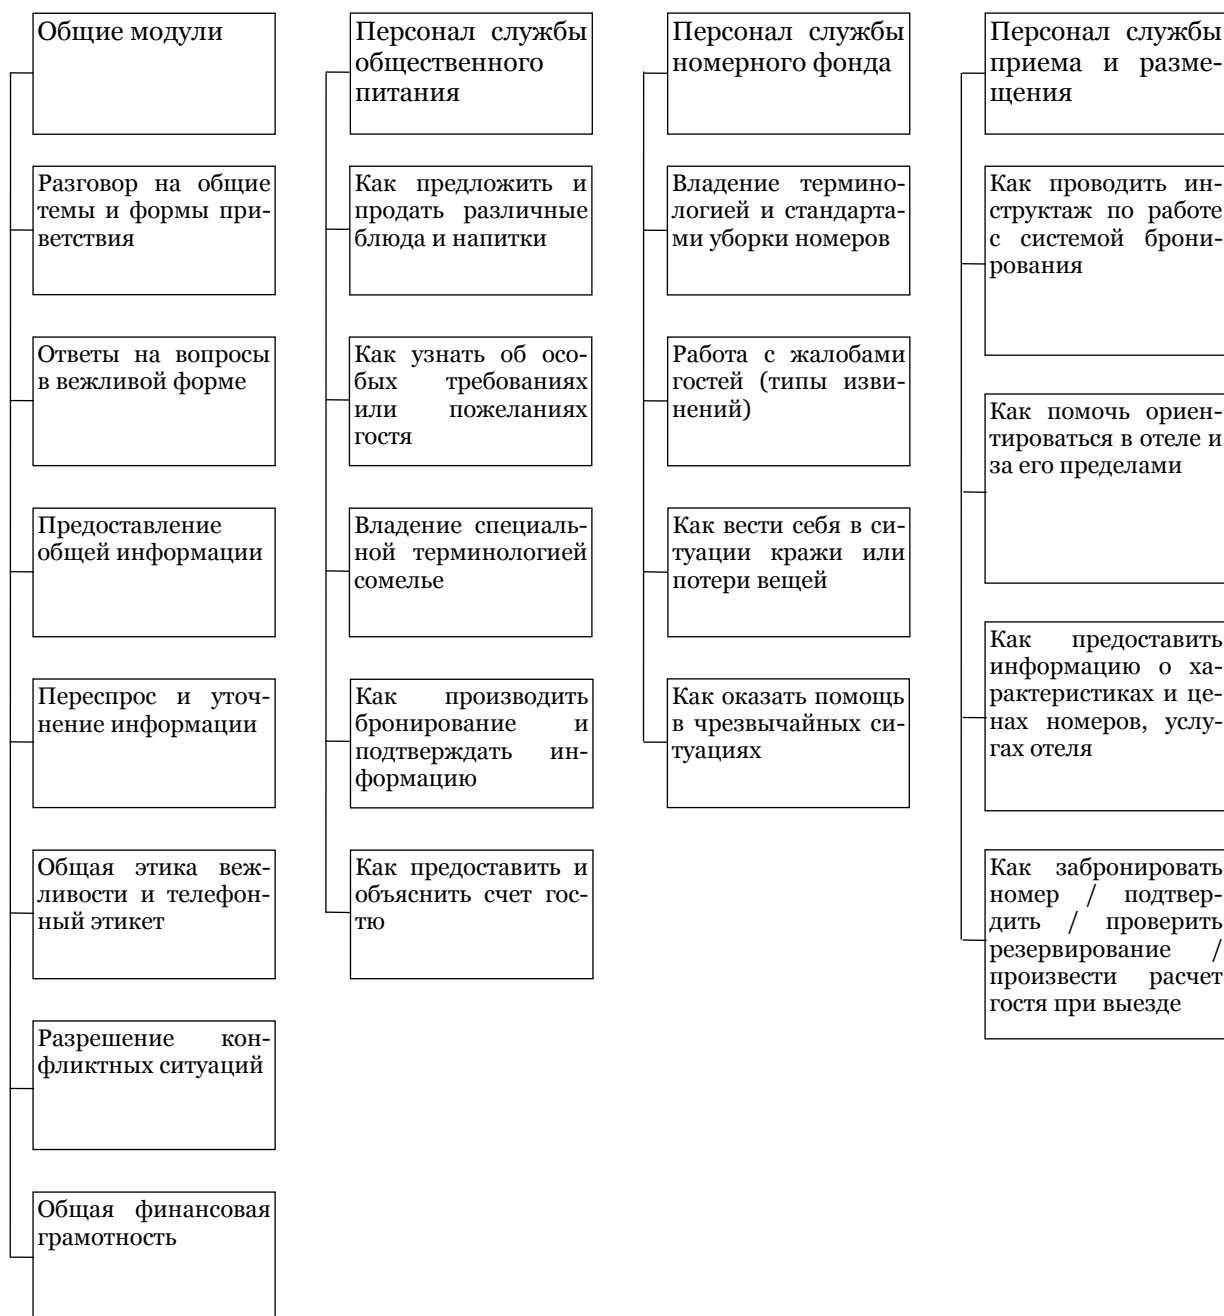 Общие модули
Разговор на общие
темы и формы при-
ветствия
Ответы на вопросы
в вежливой форме
Предоставление
общей информации
Переспрос и уточ-
нение информации
Общая этика веж-
ливости и телефон-
ный этикет
Разрешение кон-
фликтных ситуаций
Общая финансовая
грамотность
Персонал службы
общественного
питания
Как предложить и
продать различные
блюда и напитки
Как узнать об осо-
бых требованиях
или пожеланиях
гостя
Владение специаль-
ной терминологией
сомелье
Как производить
бронирование и
подтверждать ин-
формацию
Как предоставить и
объяснить счет гос-
тю
Персонал службы
номерного фонда
Владение термино-
логией и стандарта-
ми уборки номеров
Работа с жалобами
гостей (типы изви-
нений)
Как вести себя в си-
туации кражи или
потери вещей
Как оказать помощь
в чрезвычайных си-
туациях
Персонал службы
приема и разме-
щения
Как проводить ин-
структаж по работе
с системой брони-
рования
Как помочь ориен-
тироваться в отеле и
за его пределами
Как предоставить
информацию о ха-
рактеристиках и це-
нах номеров, услу-
гах отеля
Как забронировать
номер / подтвер-
дить / проверить
резервирование /
произвести расчет
гостя при выезде